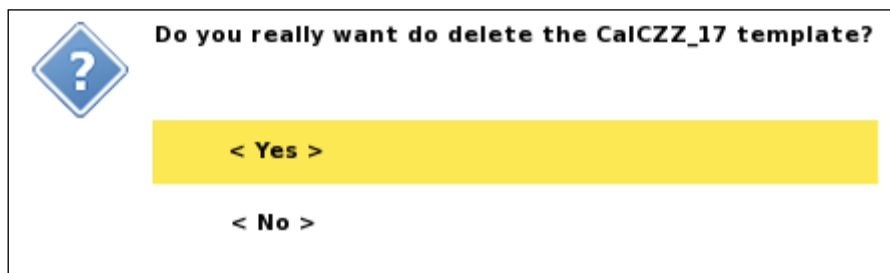 Do you really want do delete the CalCZZ_17 template?
?
< Yes >
< No >